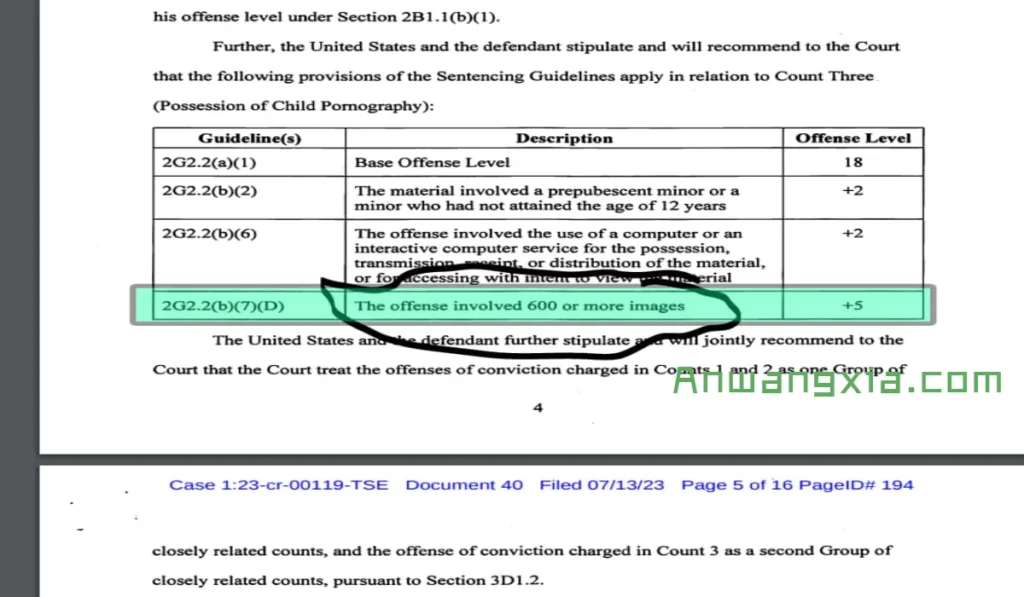 his offense level under Section 2B1.1(b)(1).
Further, the United States and the defendant stipulate and will recommend to the Court
that the following provisions of the Sentencing Guidelines apply in relation to Count Three
(Possession of Child Pornography):
Guideline(s) Description Offense Level
2G2.2(a)(1) Base Offense Level 18
2G2.2(b)(2) The material involved a prepubescent minor or a +2
minor who had not attained the age of 12 years
2G2.2(b)(6) The offense involved the use of a computer or an +2
interactive computer service for the possession,
transmission, receipt, or distribution of the material,
or for accessing with intent to view the material
2G2.2(b)(7)(D) The offense involved 600 or more images +5
The United States and the defendant further stipulate and will jointly recommend to the
Court that the Court treat the offenses of conviction charged in Counts 1 and 2 as one Group of
Anwangxia.com
4
Case 1:23-cr-00119-TSE Document 40 Filed 07/13/23 Page 5 of 16 PageID# 194
closely related counts, and the offense of conviction charged in Count 3 as a second Group of
closely related counts, pursuant to Section 3D1.2.